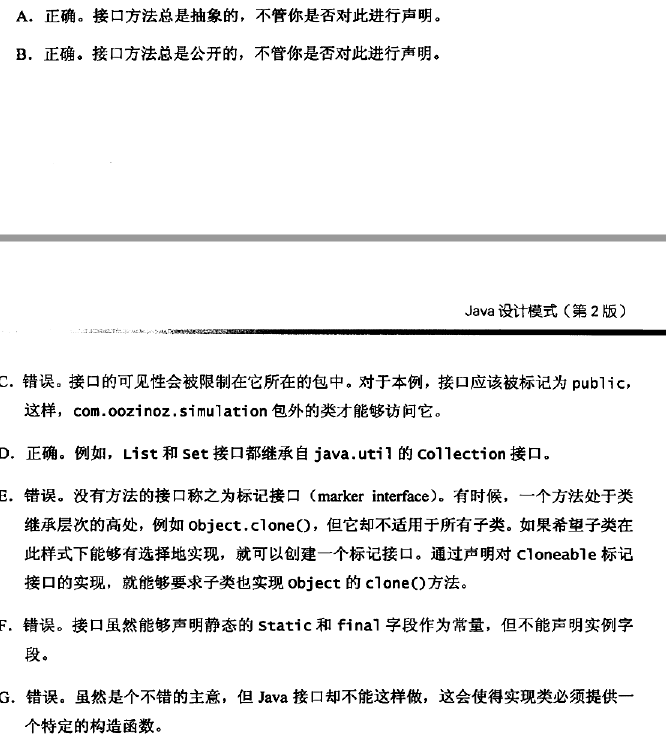 A. 正确。接口方法总是抽象的，不管你是否对此进行声明。
B. 正确。接口方法总是公开的，不管你是否对此进行声明。
Java 设计模式（第 2 版）
C. 错误。接口的可见性会被限制在它所在的包中。对于本例，接口应该被标记为 public，
这样，com.oozinoz.simulation 包外的类才能够访问它。
D. 正确。例如，List 和 Set 接口都继承自 java.util 的 Collection 接口。
E. 错误。没有方法的接口称之为标记接口（marker interface）。有时候，一个方法处于类
继承层次的高处，例如 Object.clone()，但它却不适用于所有子类。如果希望子类在
此样式下能够有选择地实现，就可以创建一个标记接口。通过声明对 Cloneable 标记
接口的实现，就能够要求子类也实现 Object 的 clone()方法。
F. 错误。接口虽然能够声明静态的 Static 和 final 字段作为常量，但不能声明实例字
段。
G. 错误。虽然是个不错的主意，但 Java 接口却不能这样做，这会使得实现类必须提供一
个特定的构造函数。